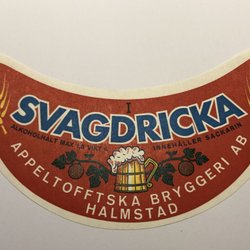 I
SVAGDRICKA
ALKOHOLHALT MAX 1,8 VIKT % INNEHÅLLER SACKARIN
APPELTOFFTSKA BRYGGERI AB
HALMSTAD